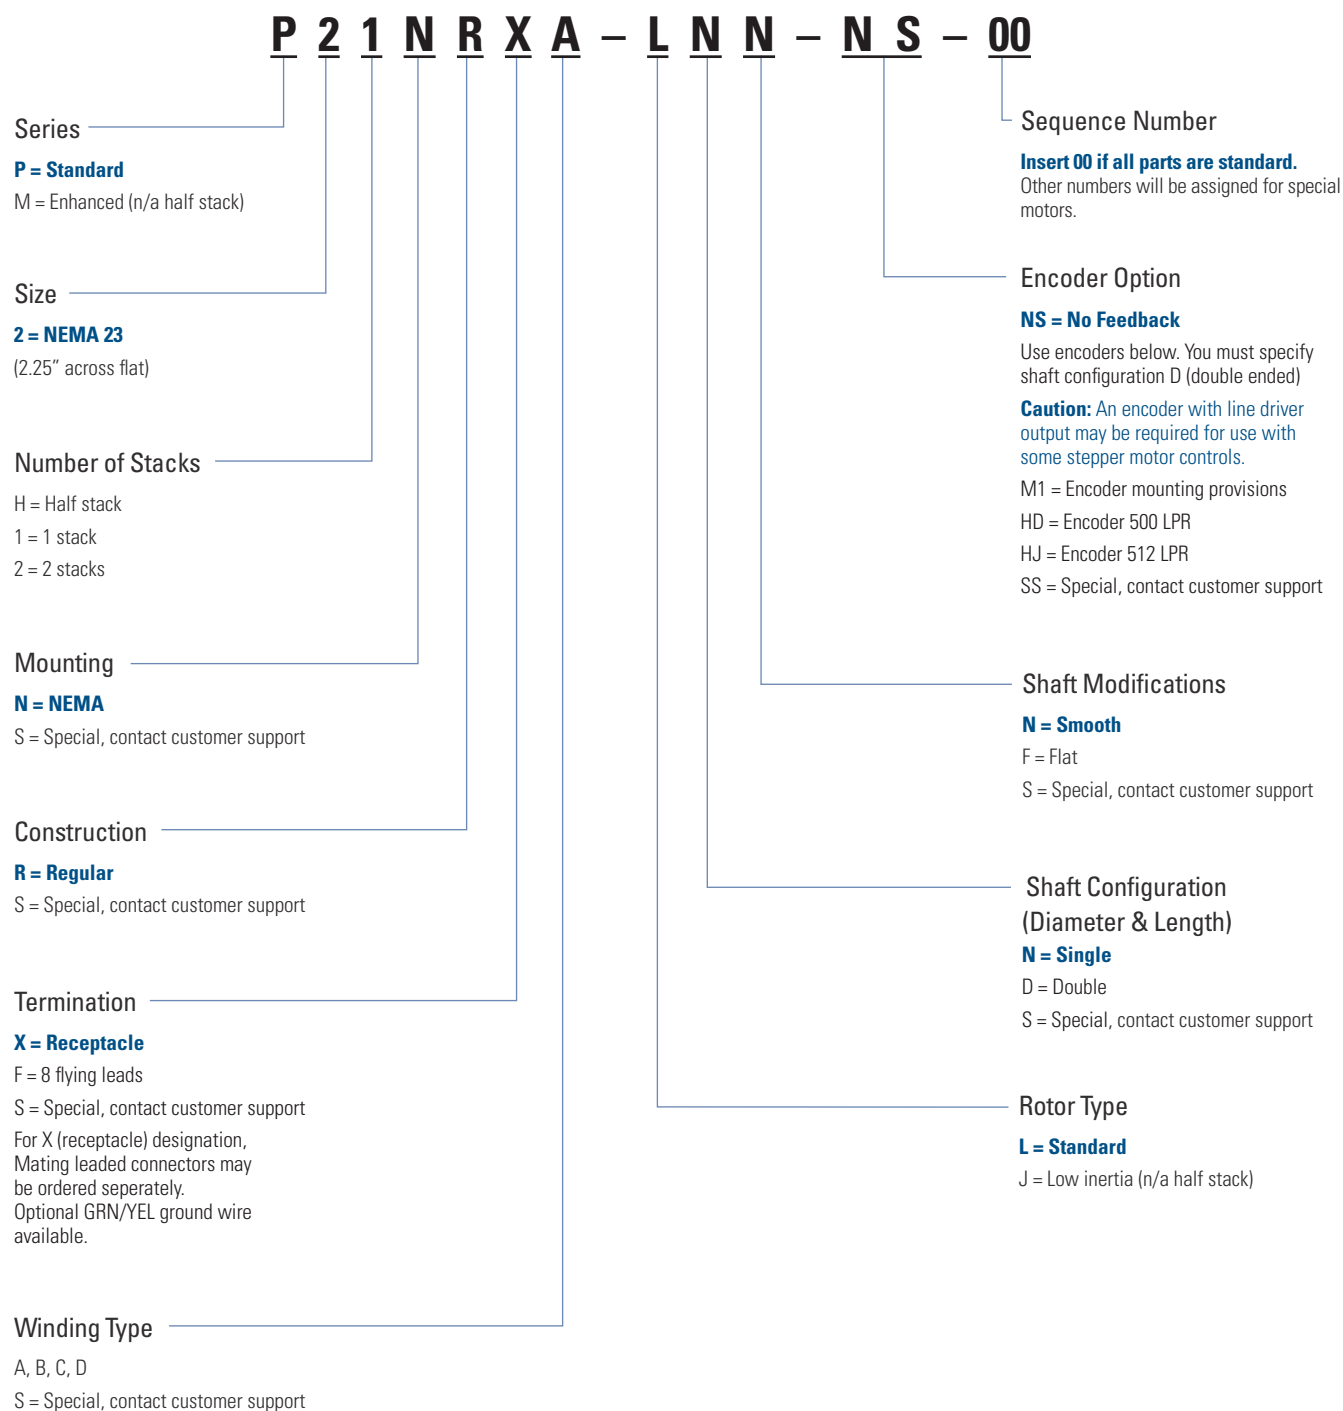 P 2 1 N R X A – L N N – N S – 00
Series
P = Standard
M = Enhanced (n/a half stack)
Size
2 = NEMA 23
(2.25” across flat)
Number of Stacks
H = Half stack
1 = 1 stack
2 = 2 stacks
Mounting
N = NEMA
S = Special, contact customer support
Construction
R = Regular
S = Special, contact customer support
Termination
X = Receptacle
F = 8 flying leads
S = Special, contact customer support
For X (receptacle) designation,
Mating leaded connectors may
be ordered seperately.
Optional GRN/YEL ground wire
available.
Winding Type
A, B, C, D
S = Special, contact customer support
Sequence Number
Insert 00 if all parts are standard.
Other numbers will be assigned for special
motors.
Encoder Option
NS = No Feedback
Use encoders below. You must specify
shaft configuration D (double ended)
Caution: An encoder with line driver
output may be required for use with
some stepper motor controls.
M1 = Encoder mounting provisions
HD = Encoder 500 LPR
HJ = Encoder 512 LPR
SS = Special, contact customer support
Shaft Modifications
N = Smooth
F = Flat
S = Special, contact customer support
Shaft Configuration
(Diameter & Length)
N = Single
D = Double
S = Special, contact customer support
Rotor Type
L = Standard
J = Low inertia (n/a half stack)